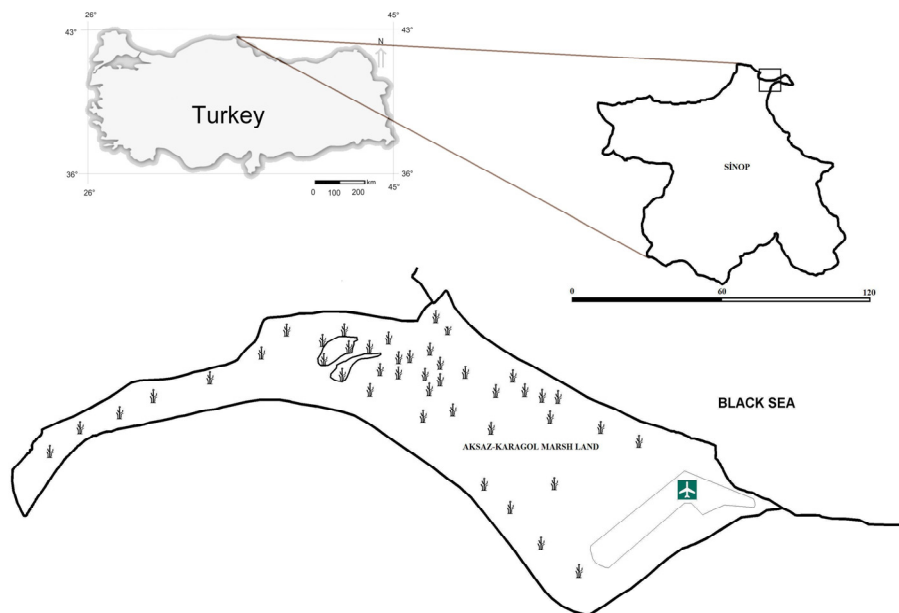 26°
45°
43°
43°
N
Turkey
36°
36°
26°
45°
km
0 100 200
SİNOP
0 60 120
BLACK SEA
AKSAZ-KARAGOL MARSH LAND